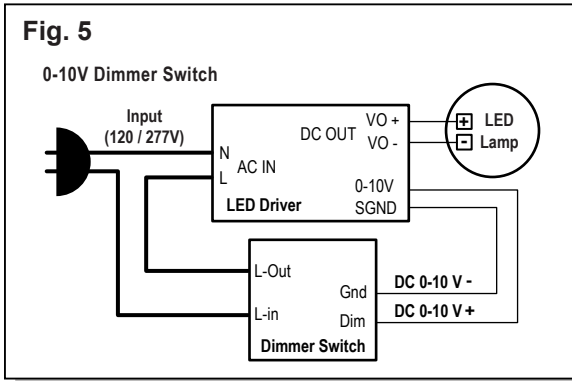 Fig. 5
0-10V Dimmer Switch
Input
(120 / 277V)
N
L
AC IN
DC OUT
VO +
VO -
0-10V
SGND
LED Driver
+ LED
- Lamp
L-Out
L-in
Gnd
Dim
Dimmer Switch
DC 0-10 V -
DC 0-10 V +